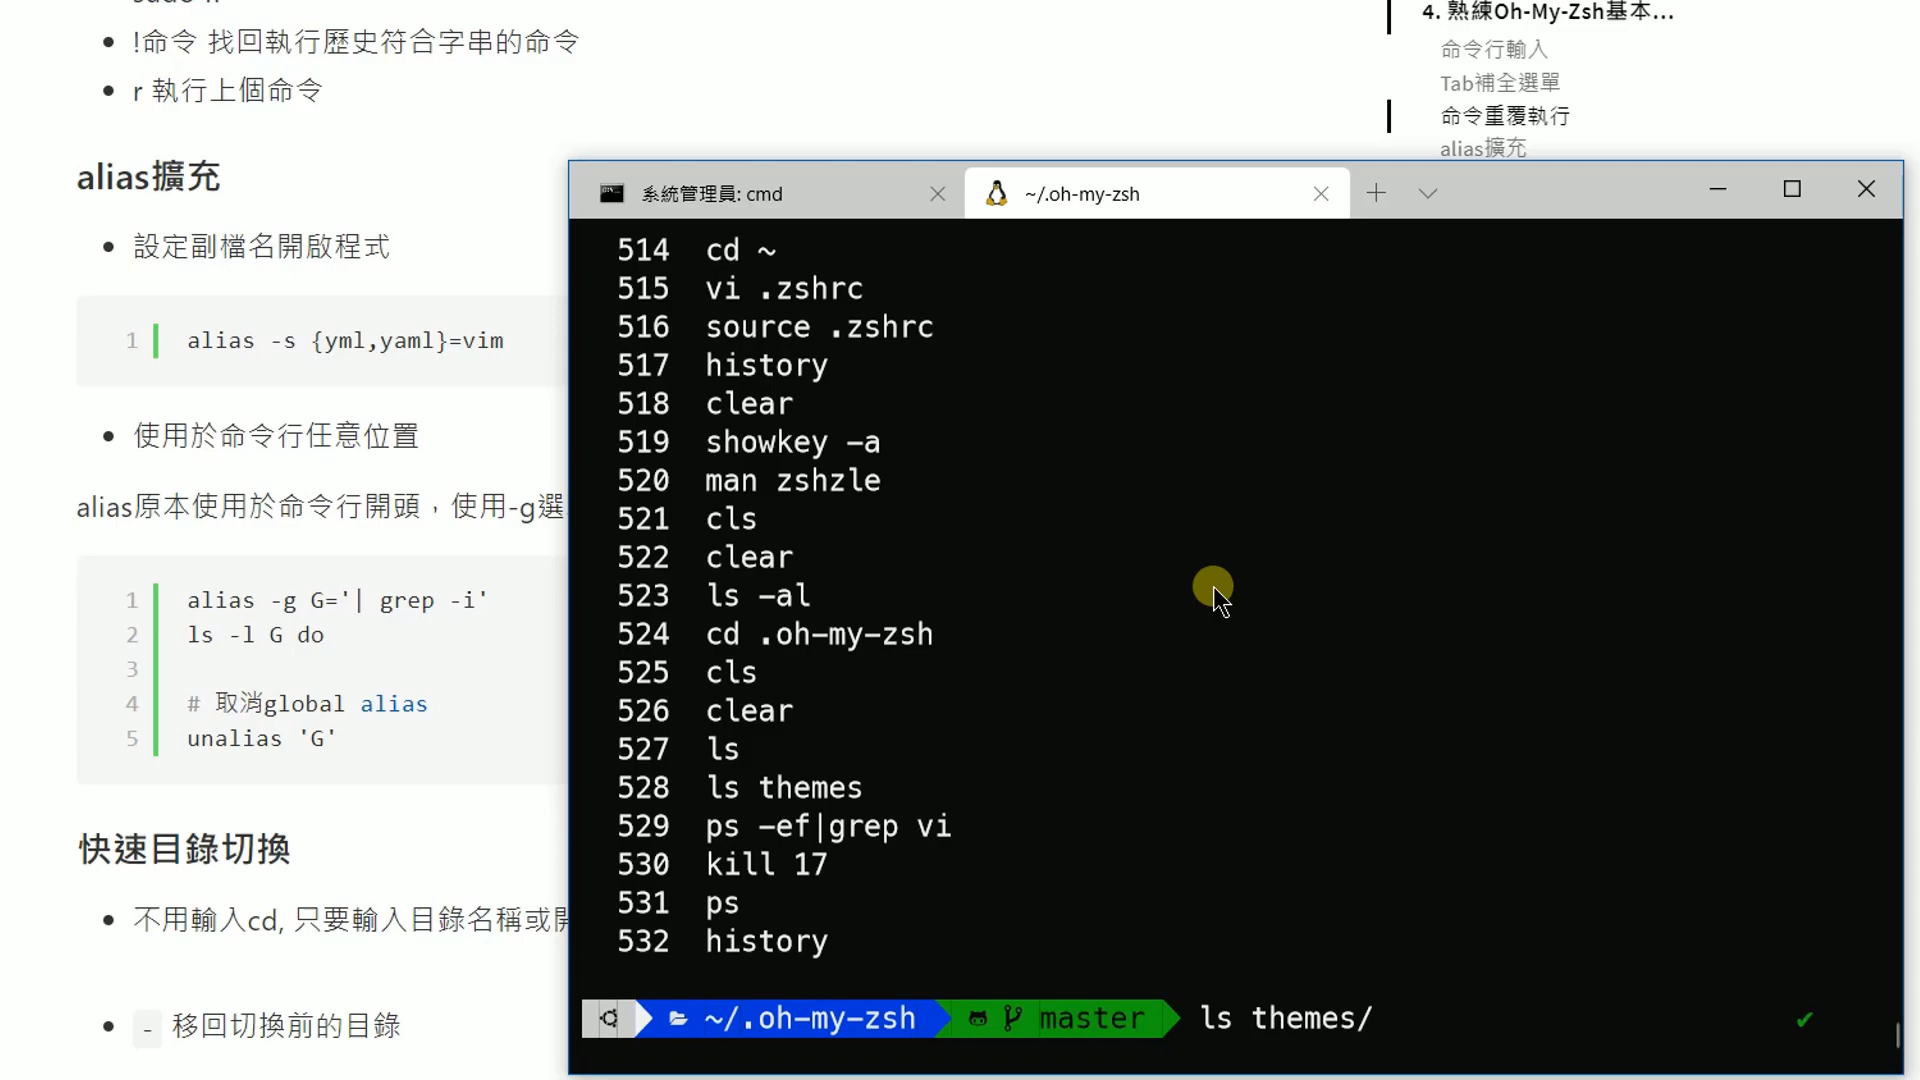 !命令 找回執行歷史符合字串的命令
r 執行上個命令
alias擴充
設定副檔名開啟程式
1 alias -s {yml,yaml}=vim
使用於命令行任意位置
alias原本使用於命令行開頭，使用-g選
1 alias -g G='| grep -i'
2 ls -l G do
3
4 # 取消global alias
5 unalias 'G'
快速目錄切換
不用輸入cd, 只要輸入目錄名稱或
- 移回切換前的目錄
4. 熟練Oh-My-Zsh基本...
命令行輸入
Tab補全選單
命令重覆執行
alias擴充
系統管理員: cmd
~/.oh-my-zsh
514 cd ~
515 vi .zshrc
516 source .zshrc
517 history
518 clear
519 showkey -a
520 man zshzle
521 cls
522 clear
523 ls -al
524 cd .oh-my-zsh
525 cls
526 clear
527 ls
528 ls themes
529 ps -ef|grep vi
530 kill 17
531 ps
532 history
~/.oh-my-zsh master ls themes/